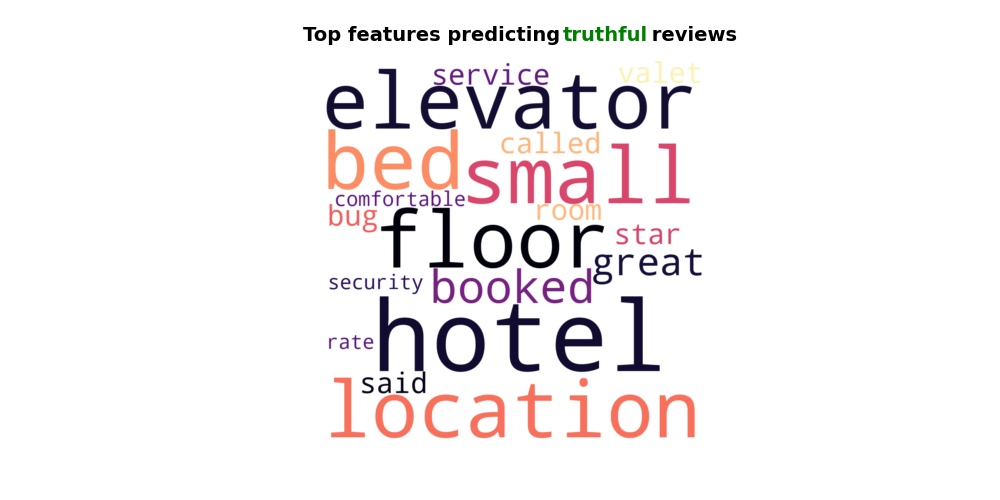 Top features predicting truthful reviews
service valet
elevator
called
bed small
comfortable
bug room
floor star
great
security booked
hotel
rate
said
location